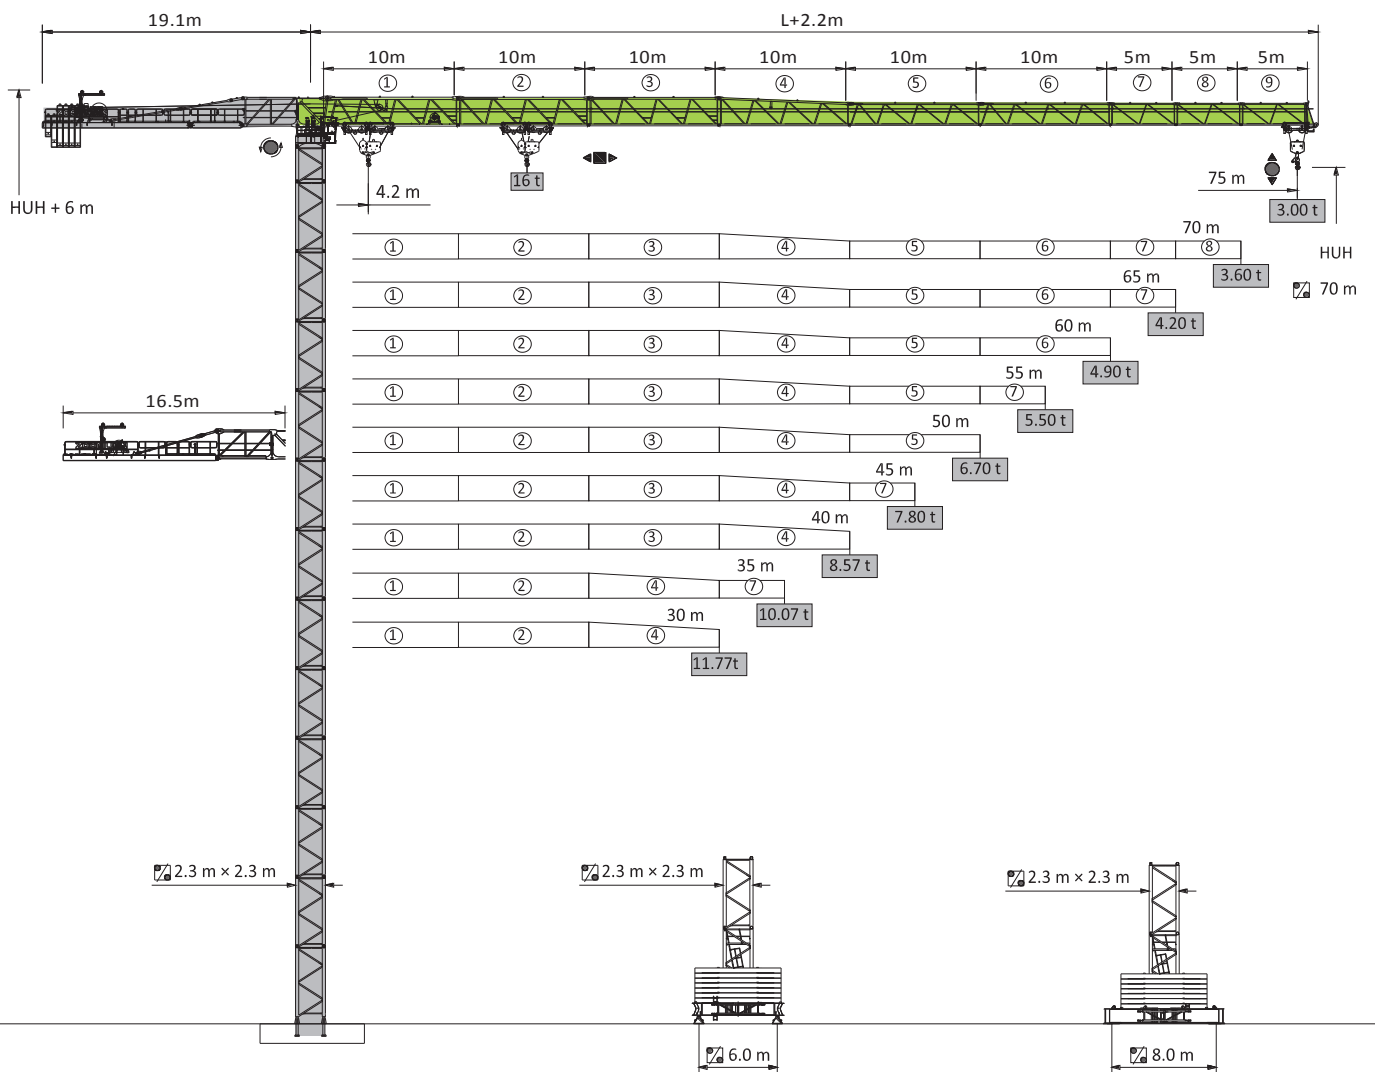 19.1m
L+2.2m
10m 10m 10m 10m 10m 10m 5m 5m 5m
① ② ③ ④ ⑤ ⑥ ⑦ ⑧ ⑨
HUH + 6 m
16 t
4.2 m
75 m
3.00 t
HUH
70 m
70 m
① ② ③ ④ ⑤ ⑥ ⑦ ⑧
3.60 t
65 m
① ② ③ ④ ⑤ ⑥ ⑦
4.20 t
60 m
① ② ③ ④ ⑤ ⑥
4.90 t
55 m
① ② ③ ④ ⑤ ⑦
5.50 t
50 m
① ② ③ ④ ⑤
6.70 t
45 m
① ② ③ ④ ⑦
7.80 t
40 m
① ② ③ ④
8.57 t
35 m
① ② ④ ⑦
10.07 t
30 m
① ② ④
11.77t
16.5m
2.3 m × 2.3 m
2.3 m × 2.3 m
2.3 m × 2.3 m
6.0 m
8.0 m